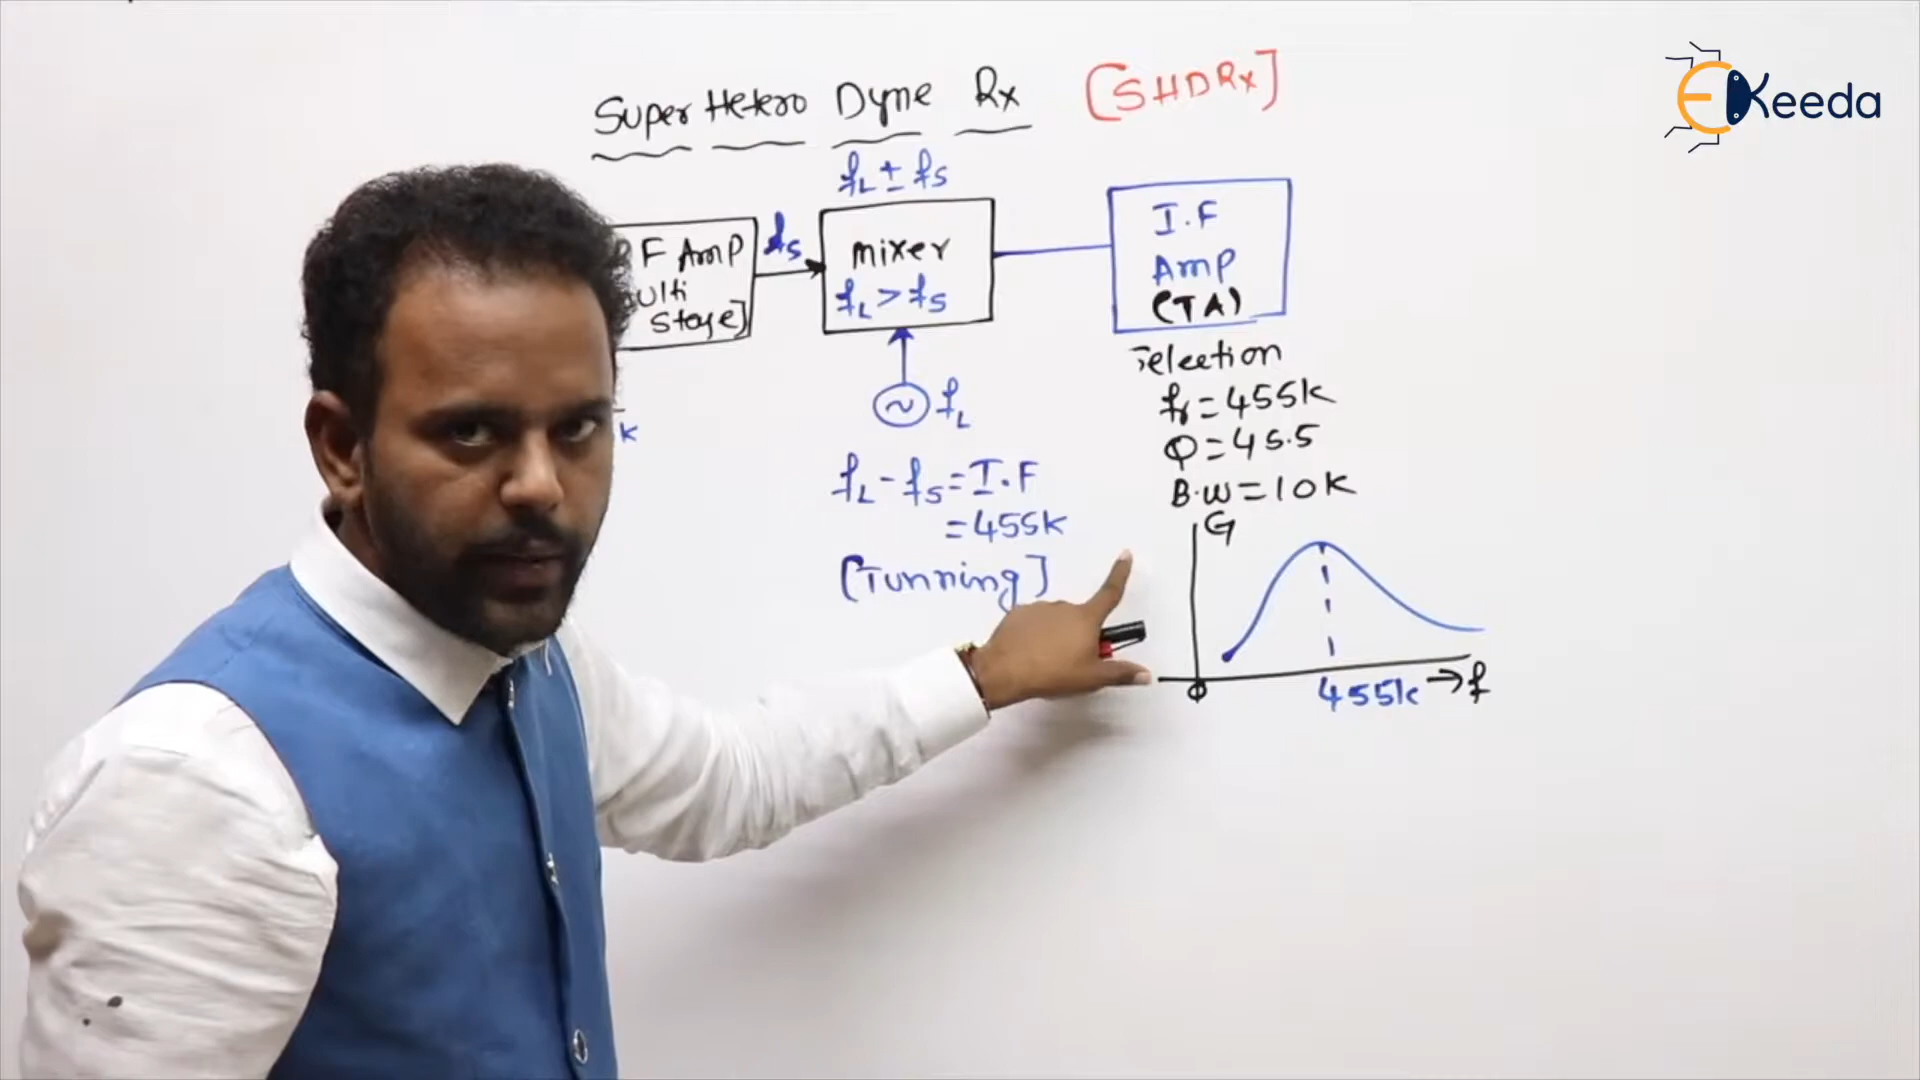 Super Hetero Dyne Rx [SHDRx]
EKeeda
fL ± fS
F Amp
ulti
Stage]
fS
mixer
fL > fS
I.F
Amp
(TA)
fL
k
fL - fS = I.F
= 455k
[Tunning]
Selection
fr = 455k
Q = 45.5
B.W = 10K
G
0
455k → f